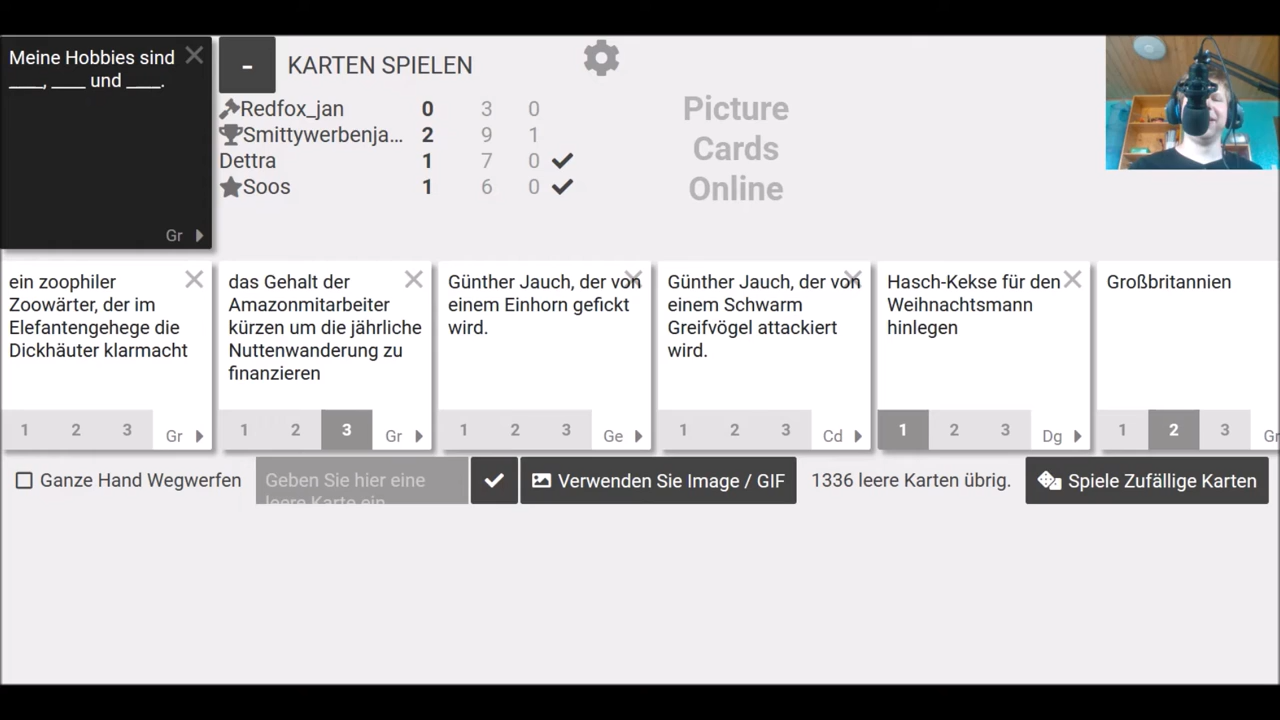 Meine Hobbies sind
____, ____ und ____.
Gr
-
KARTEN SPIELEN
Redfox_jan 0 3 0
Smittywerbenja... 2 9 1
Dettra 1 7 0
Soos 1 6 0
Picture
Cards
Online
ein zoophiler
Zoowärter, der im
Elefantengehege die
Dickhäuter klarmacht
1 2 3 Gr
das Gehalt der
Amazonmitarbeiter
kürzen um die jährliche
Nuttenwanderung zu
finanzieren
1 2 3 Gr
Günther Jauch, der von
einem Einhorn gefickt
wird.
1 2 3 Ge
Günther Jauch, der von
einem Schwarm
Greifvögel attackiert
wird.
1 2 3 Cd
Hasch-Kekse für den
Weihnachtsmann
hinlegen
1 2 3 Dg
Großbritannien
1 2 3 Gr
Ganze Hand Wegwerfen
Geben Sie hier eine
leere Karte ein
Verwenden Sie Image / GIF
1336 leere Karten übrig.
Spiele Zufällige Karten